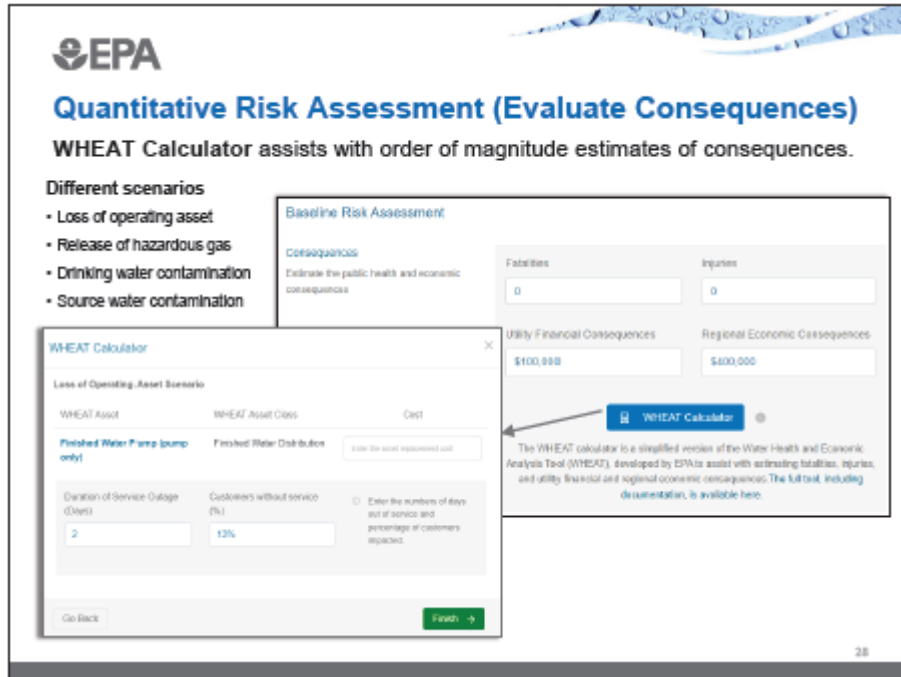 EPA
Quantitative Risk Assessment (Evaluate Consequences)
WHEAT Calculator assists with order of magnitude estimates of consequences.
Different scenarios
• Loss of operating asset
• Release of hazardous gas
• Drinking water contamination
• Source water contamination
Baseline Risk Assessment
Consequences
Estimate the public health and economic
consequences
Fatalities
Injuries
0
0
Utility Financial Consequences
Regional Economic Consequences
$100,000
$400,000
WHEAT Calculator
The WHEAT calculator is a simplified version of the Water Health and Economic
Analysis Tool (WHEAT), developed by EPA to assist with estimating fatalities, injuries,
and utility financial and regional economic consequences. The full tool, including
documentation, is available here.
WHEAT Calculator
×
Loss of Operating Asset Scenario
WHEAT Asset
WHEAT Asset Class
Cost
Finished Water Pump (pump
only)
Finished Water Distribution
Enter the asset replacement cost
Duration of Service Outage
(Days)
Customers without service
(%)
2
13%
Enter the numbers of days
out of service and
percentage of customers
impacted.
Go Back
Finish →
28